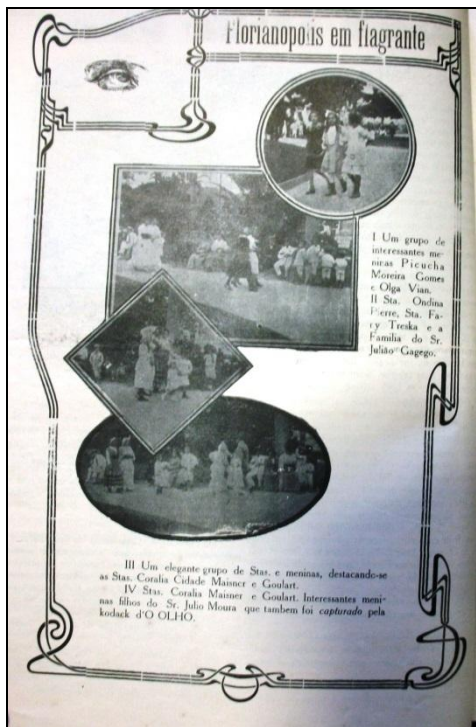 Florianopolis em flagrante
I Um grupo de
interessantes me-
ninas Picucha
Moreira Gomes
e Olga Vian.
II Sta. Ondina
Pierre, Sta. Fa-
ry Treska e a
Familia do Sr.
Julião Gagego.
III Um elegante grupo de Stas. e meninas, destacando-se
as Stas. Coralia Cidade Maisner e Goulart.
IV Stas. Coralia Maisner e Goulart. Interessantes meni-
nas filhos do Sr. Julio Moura que tambem foi capturado pela
kodack d'O OLHO.